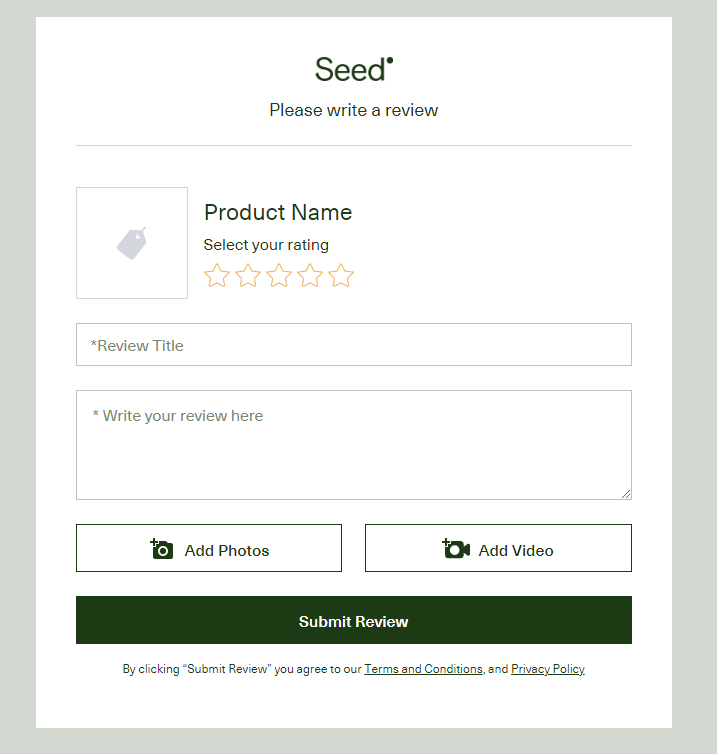 Seed
Please write a review
Product Name
Select your rating
*Review Title
* Write your review here
Add Photos
Add Video
Submit Review
By clicking “Submit Review” you agree to our Terms and Conditions, and Privacy Policy